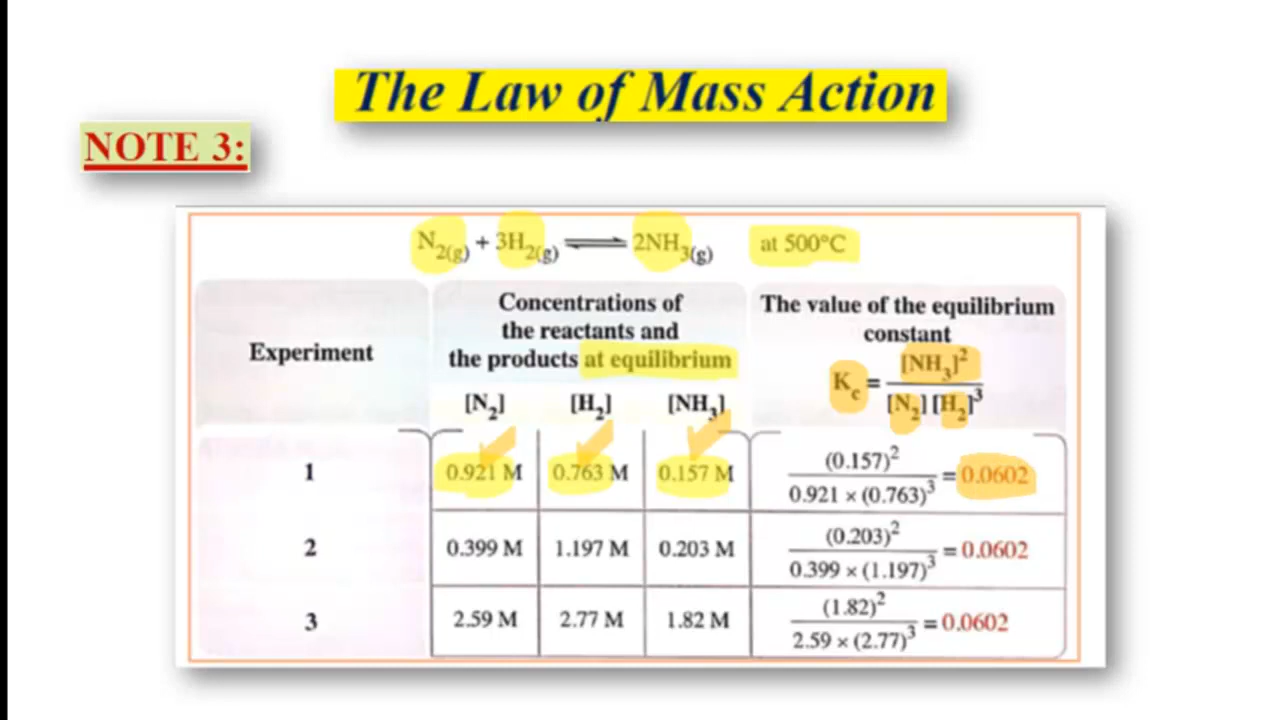 The Law of Mass Action
NOTE 3:
N2(g) + 3H2(g) ⇌ 2NH3(g) at 500°C
Experiment
Concentrations of
the reactants and
the products at equilibrium
[N2] [H2] [NH3]
The value of the equilibrium
constant
Kc = [NH3]² / [N2] [H2]³
1 0.921 M 0.763 M 0.157 M (0.157)² / 0.921 × (0.763)³ = 0.0602
2 0.399 M 1.197 M 0.203 M (0.203)² / 0.399 × (1.197)³ = 0.0602
3 2.59 M 2.77 M 1.82 M (1.82)² / 2.59 × (2.77)³ = 0.0602